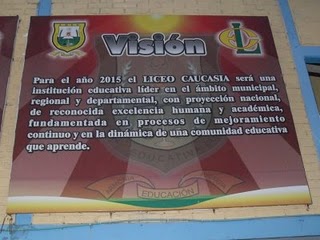 Visión
Para el año 2015 el LICEO CAUCASIA será una
institución educativa líder en el ámbito municipal,
regional y departamental, con proyección nacional,
de reconocida excelencia humana y académica,
fundamentada en procesos de mejoramiento
continuo y en la dinámica de una comunidad educativa
que aprende.
EDUCACIÓN